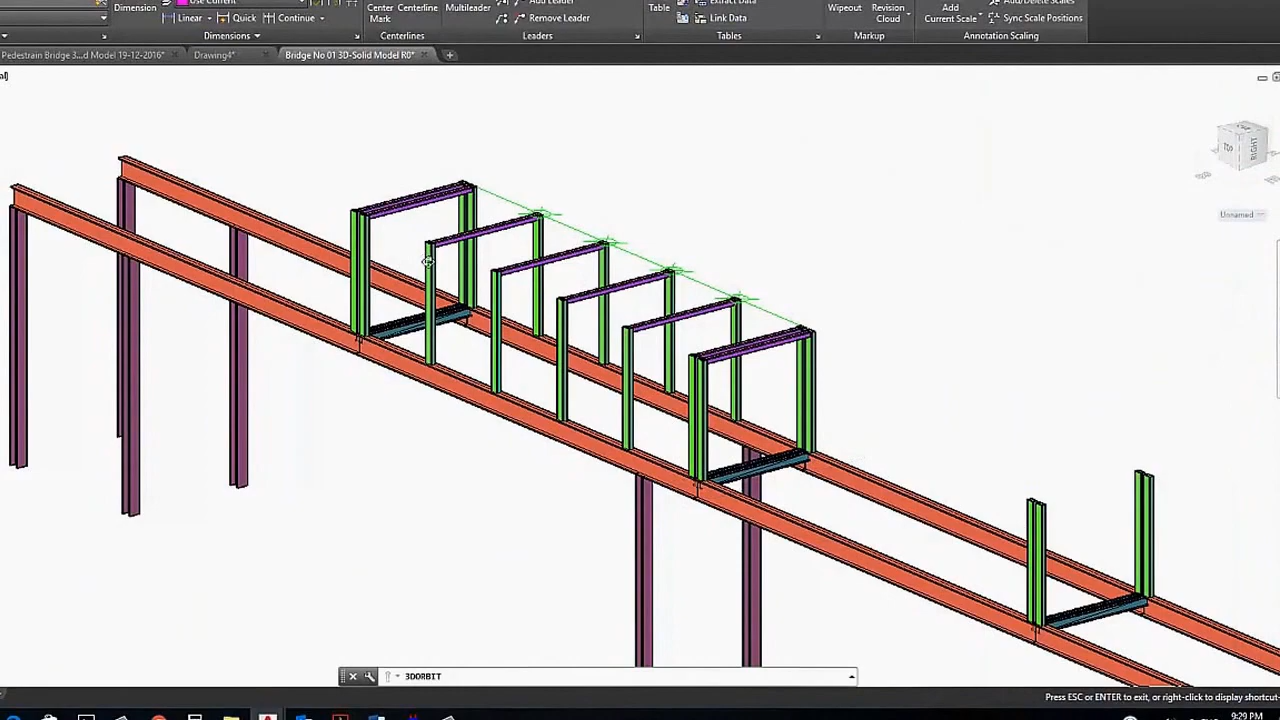 Use Current
Add Leader
Extract Data
Add/Delete Scales
Dimension
Linear
Quick
Continue
Center Mark
Centerline
Multileader
Remove Leader
Table
Link Data
Wipeout
Revision Cloud
Add Current Scale
Sync Scale Positions
Dimensions
Centerlines
Leaders
Tables
Markup
Annotation Scaling
Pedestrain Bridge 3...d Model 19-12-2016*
Drawing4*
Bridge No 01 3D-Solid Model R0*
TOP
RIGHT
Unnamed
3DORBIT
Press ESC or ENTER to exit, or right-click to display shortcut-
9:29 PM